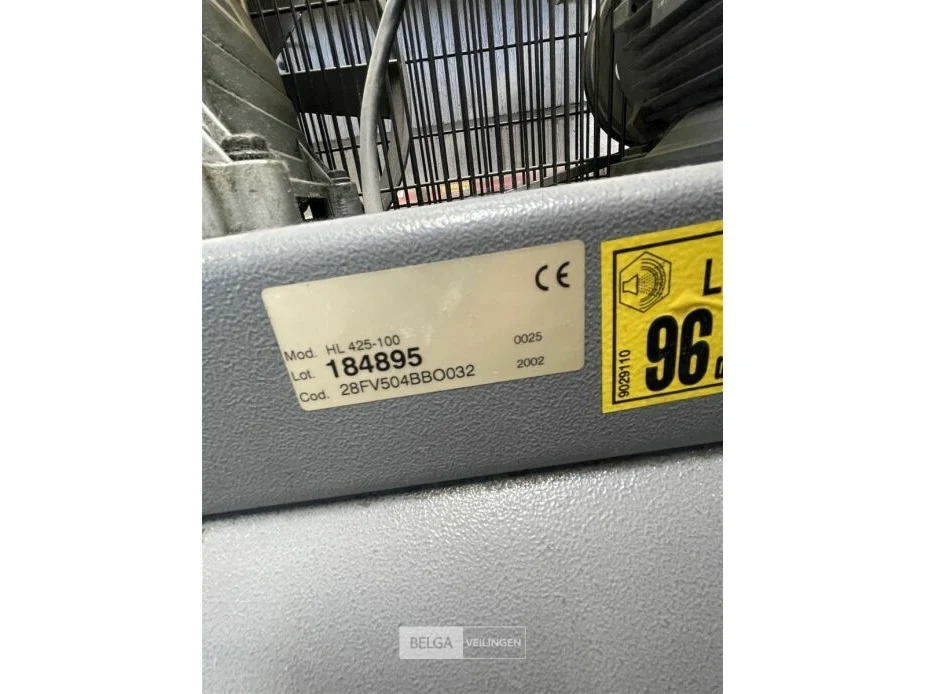 CE
Mod. HL 425-100 0025
Lot. 184895
Cod. 28FV504BBO032 2002
L
96
9029110
BELGA VEILINGEN